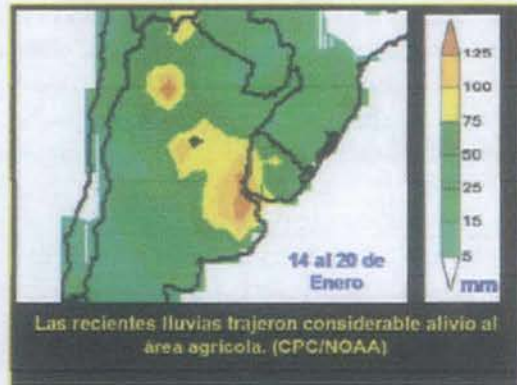 125
100
75
50
25
15
5
mm
14 al 20 de
Enero
Las recientes lluvias trajeron considerable alivio al
área agrícola. (CPC/NOAA)